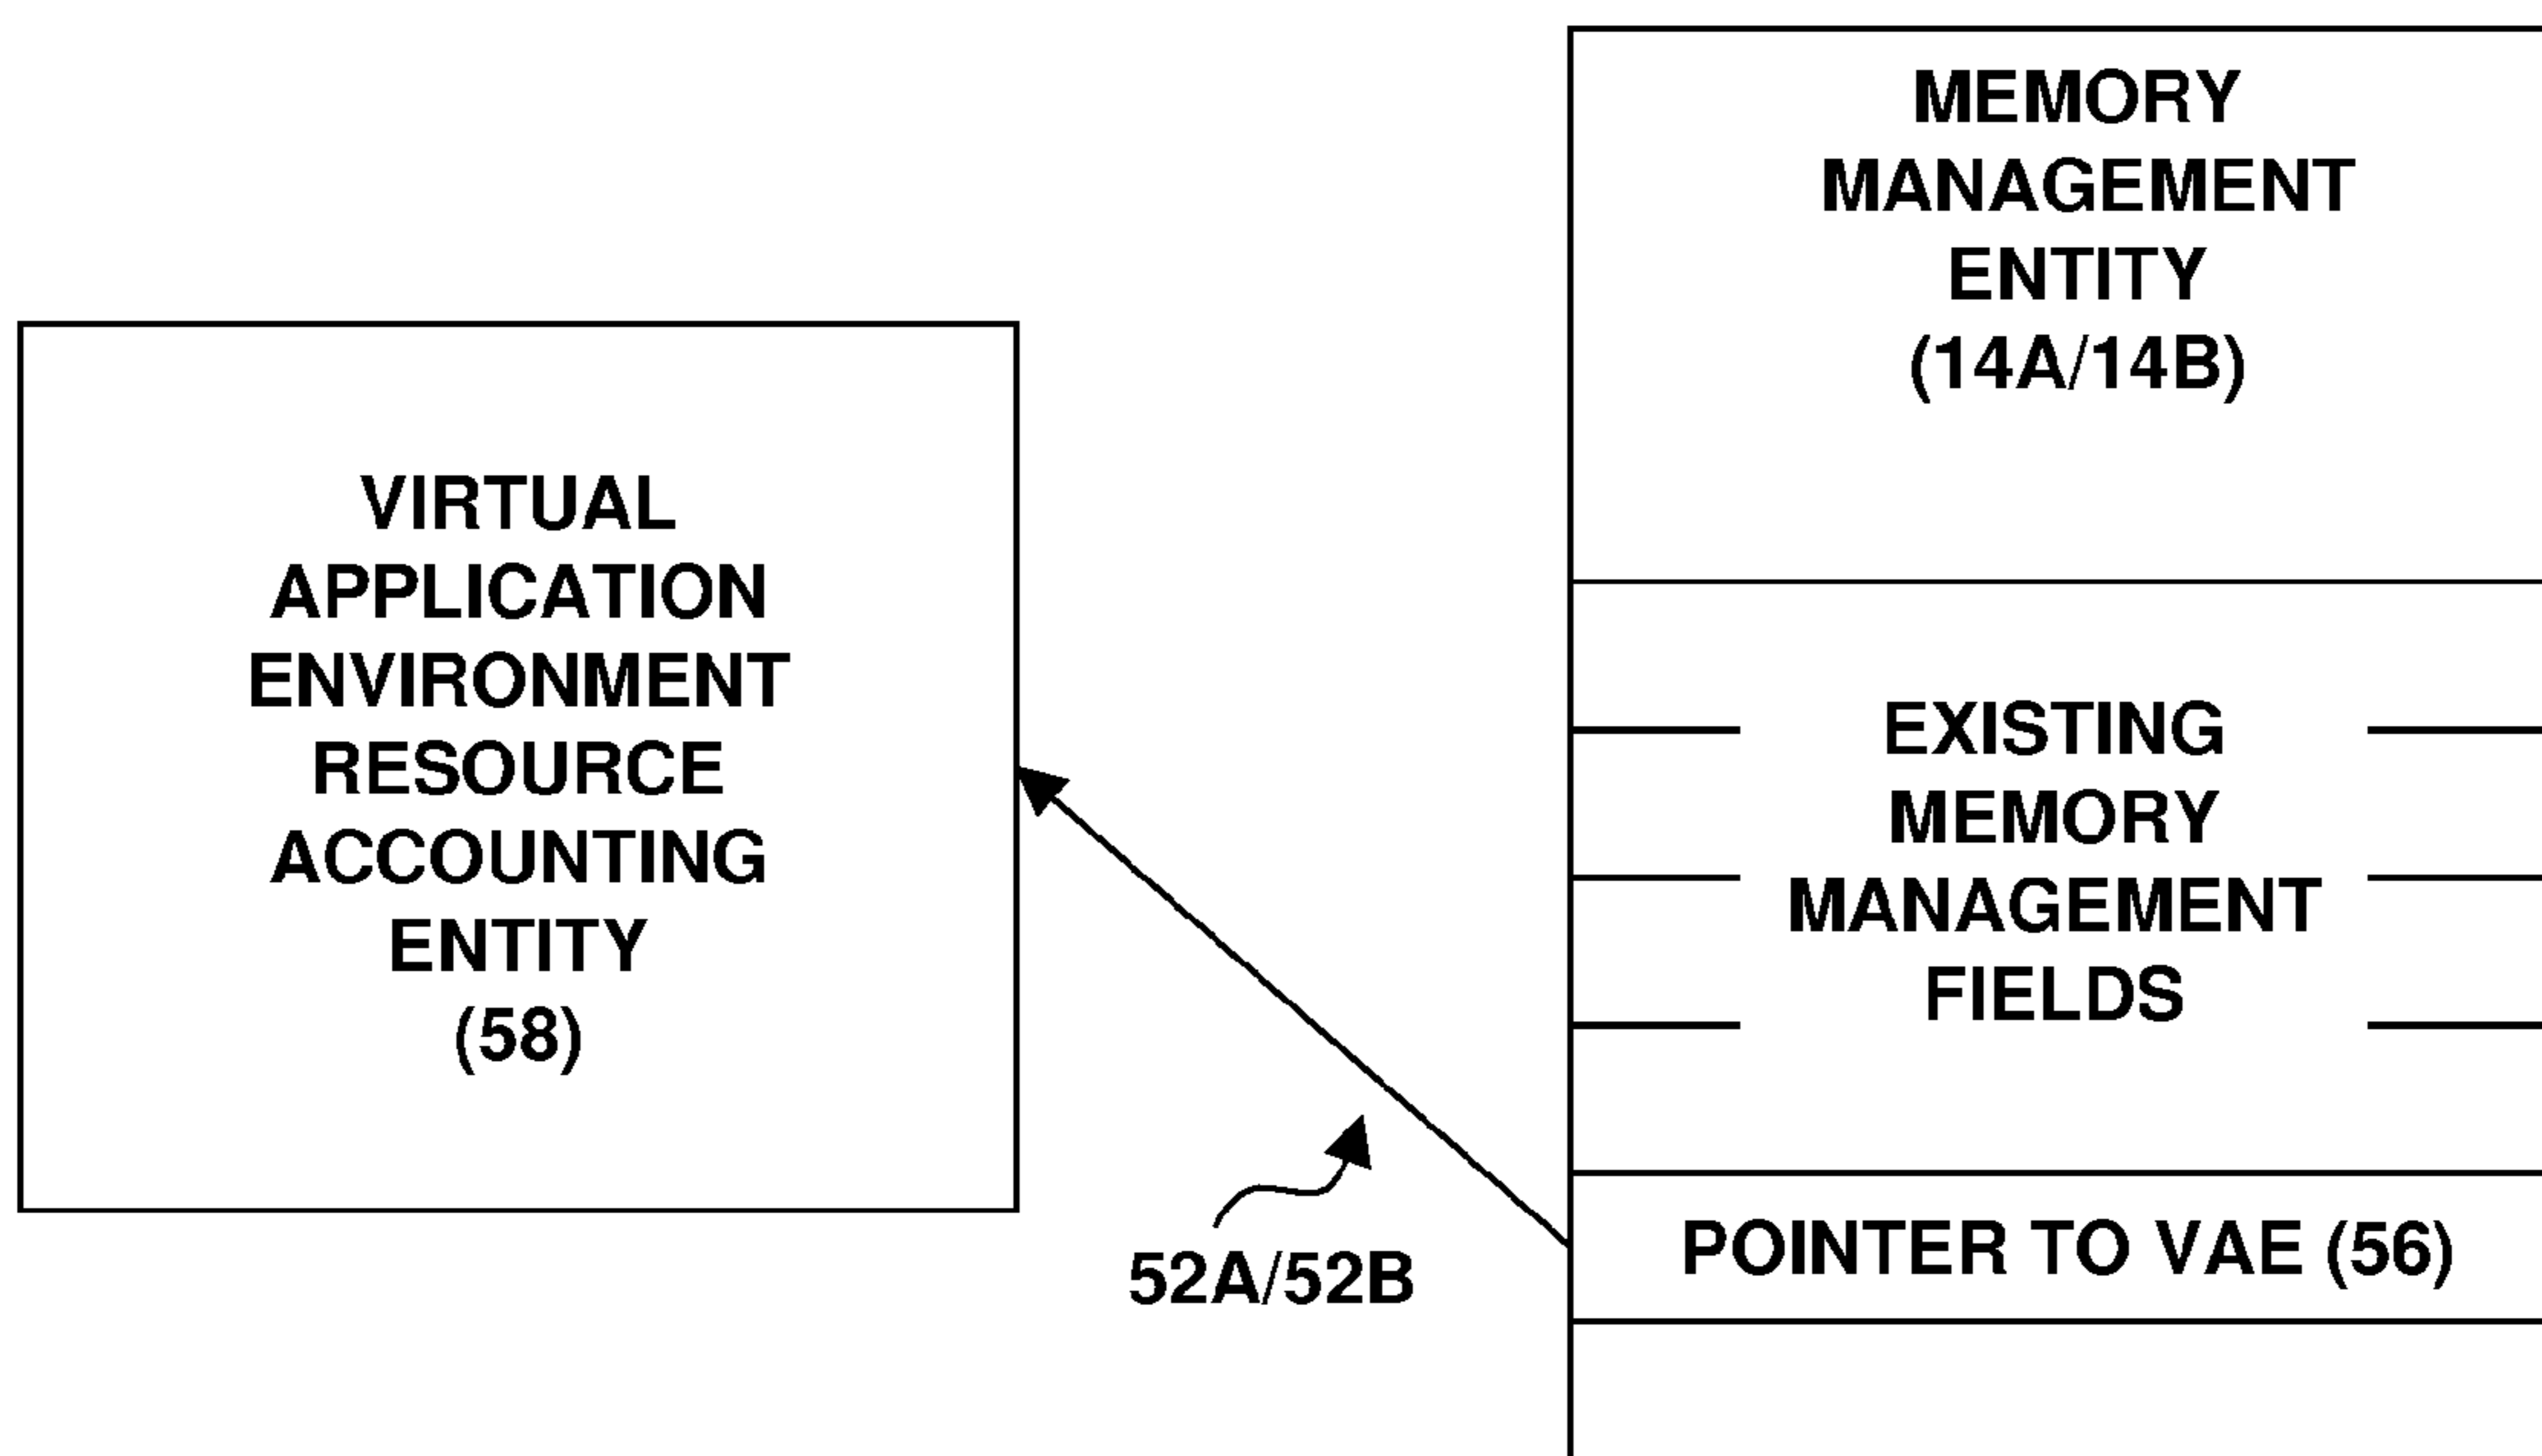 VIRTUAL
APPLICATION
ENVIRONMENT
RESOURCE
ACCOUNTING
ENTITY
(58)
52A/52B
MEMORY
MANAGEMENT
ENTITY
(14A/14B)
EXISTING
MEMORY
MANAGEMENT
FIELDS
POINTER TO VAE (56)